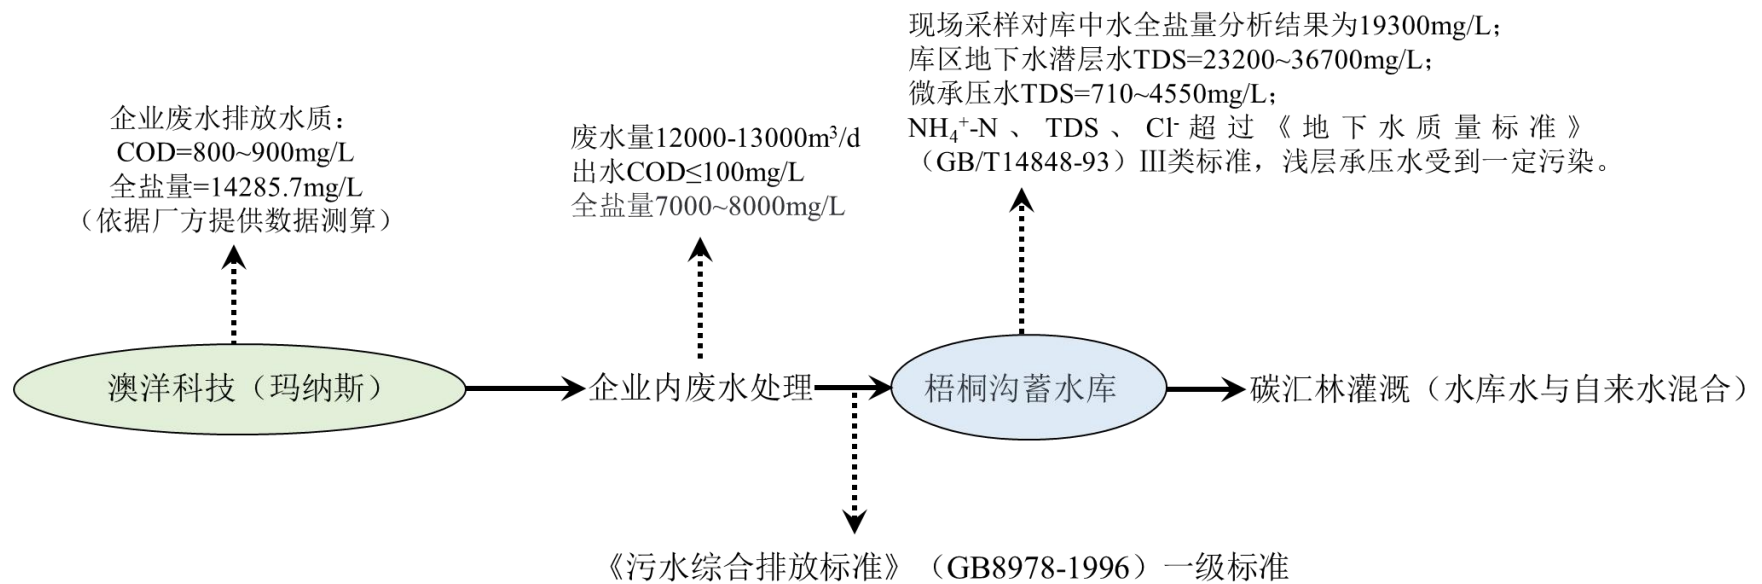 现场采样对库中水全盐量分析结果为19300mg/L；
库区地下水潜层水TDS=23200~36700mg/L；
微承压水TDS=710~4550mg/L；
NH₄⁺-N、TDS、Cl⁻超过《地下水质量标准》
（GB/T14848-93）Ⅲ类标准，浅层承压水受到一定污染。
企业废水排放水质：
COD=800~900mg/L
全盐量=14285.7mg/L
（依据厂方提供数据测算）
废水量12000-13000m³/d
出水COD≤100mg/L
全盐量7000~8000mg/L
澳洋科技（玛纳斯）
企业内废水处理
梧桐沟蓄水库
碳汇林灌溉（水库水与自来水混合）
《污水综合排放标准》（GB8978-1996）一级标准